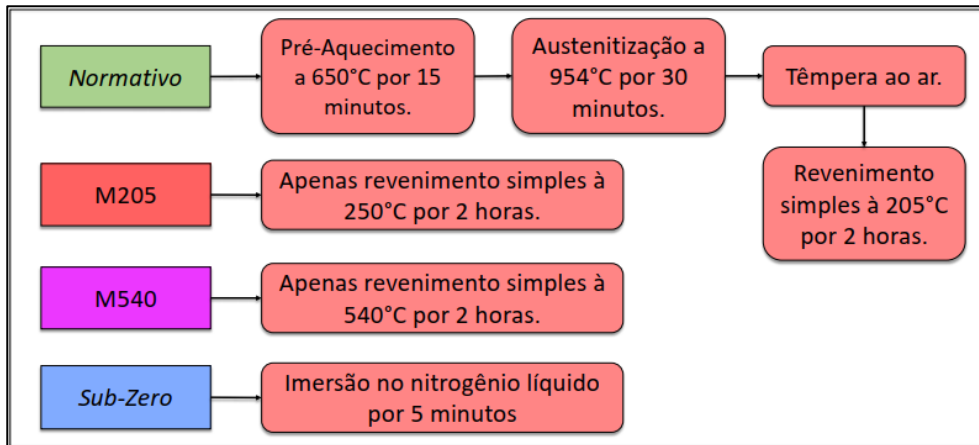 Normativo
Pré-Aquecimento
a 650°C por 15
minutos.
Austenitização a
954°C por 30
minutos.
Têmpera ao ar.
Revenimento
simples à 205°C
por 2 horas.
M205
Apenas revenimento simples à
250°C por 2 horas.
M540
Apenas revenimento simples à
540°C por 2 horas.
Sub-Zero
Imersão no nitrogênio líquido
por 5 minutos